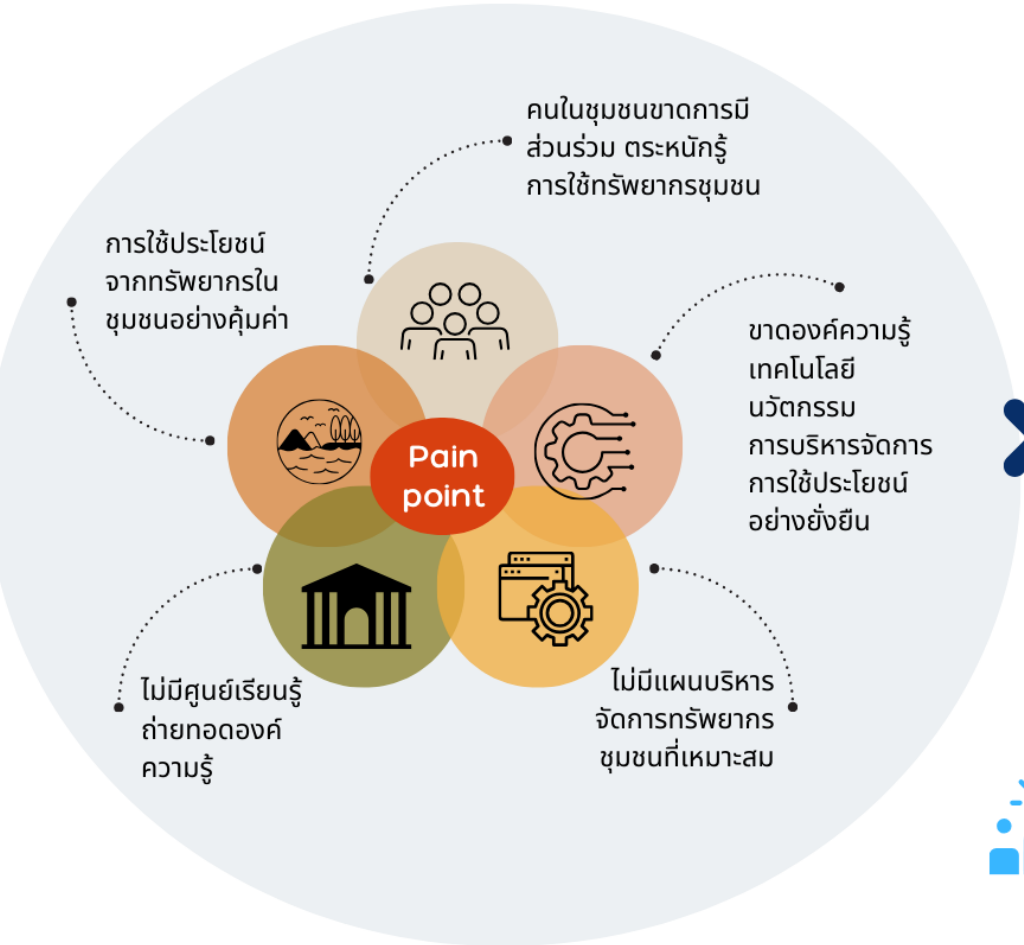 คนในชุมชนขาดการมี
ส่วนร่วม ตระหนักรู้
การใช้ทรัพยากรชุมชน
การใช้ประโยชน์
จากทรัพยากรใน
ชุมชนอย่างคุ้มค่า
ขาดองค์ความรู้
เทคโนโลยี
นวัตกรรม
การบริหารจัดการ
การใช้ประโยชน์
อย่างยั่งยืน
Pain
point
ไม่มีศูนย์เรียนรู้
ถ่ายทอดองค์
ความรู้
ไม่มีแผนบริหาร
จัดการทรัพยากร
ชุมชนที่เหมาะสม